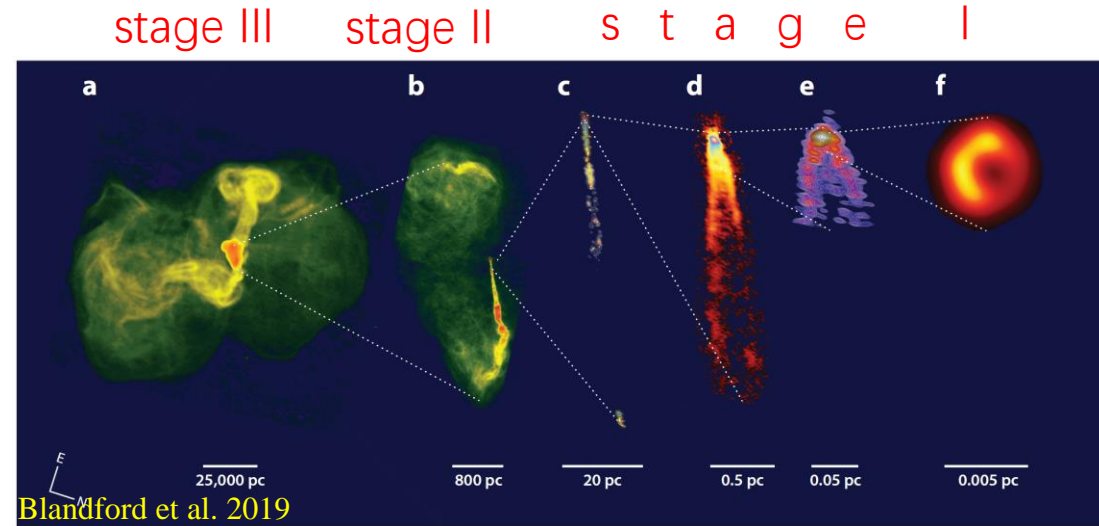 stage III stage II s t a g e I
a b c d e f
E
N
25,000 pc 800 pc 20 pc 0.5 pc 0.05 pc 0.005 pc
Blandford et al. 2019